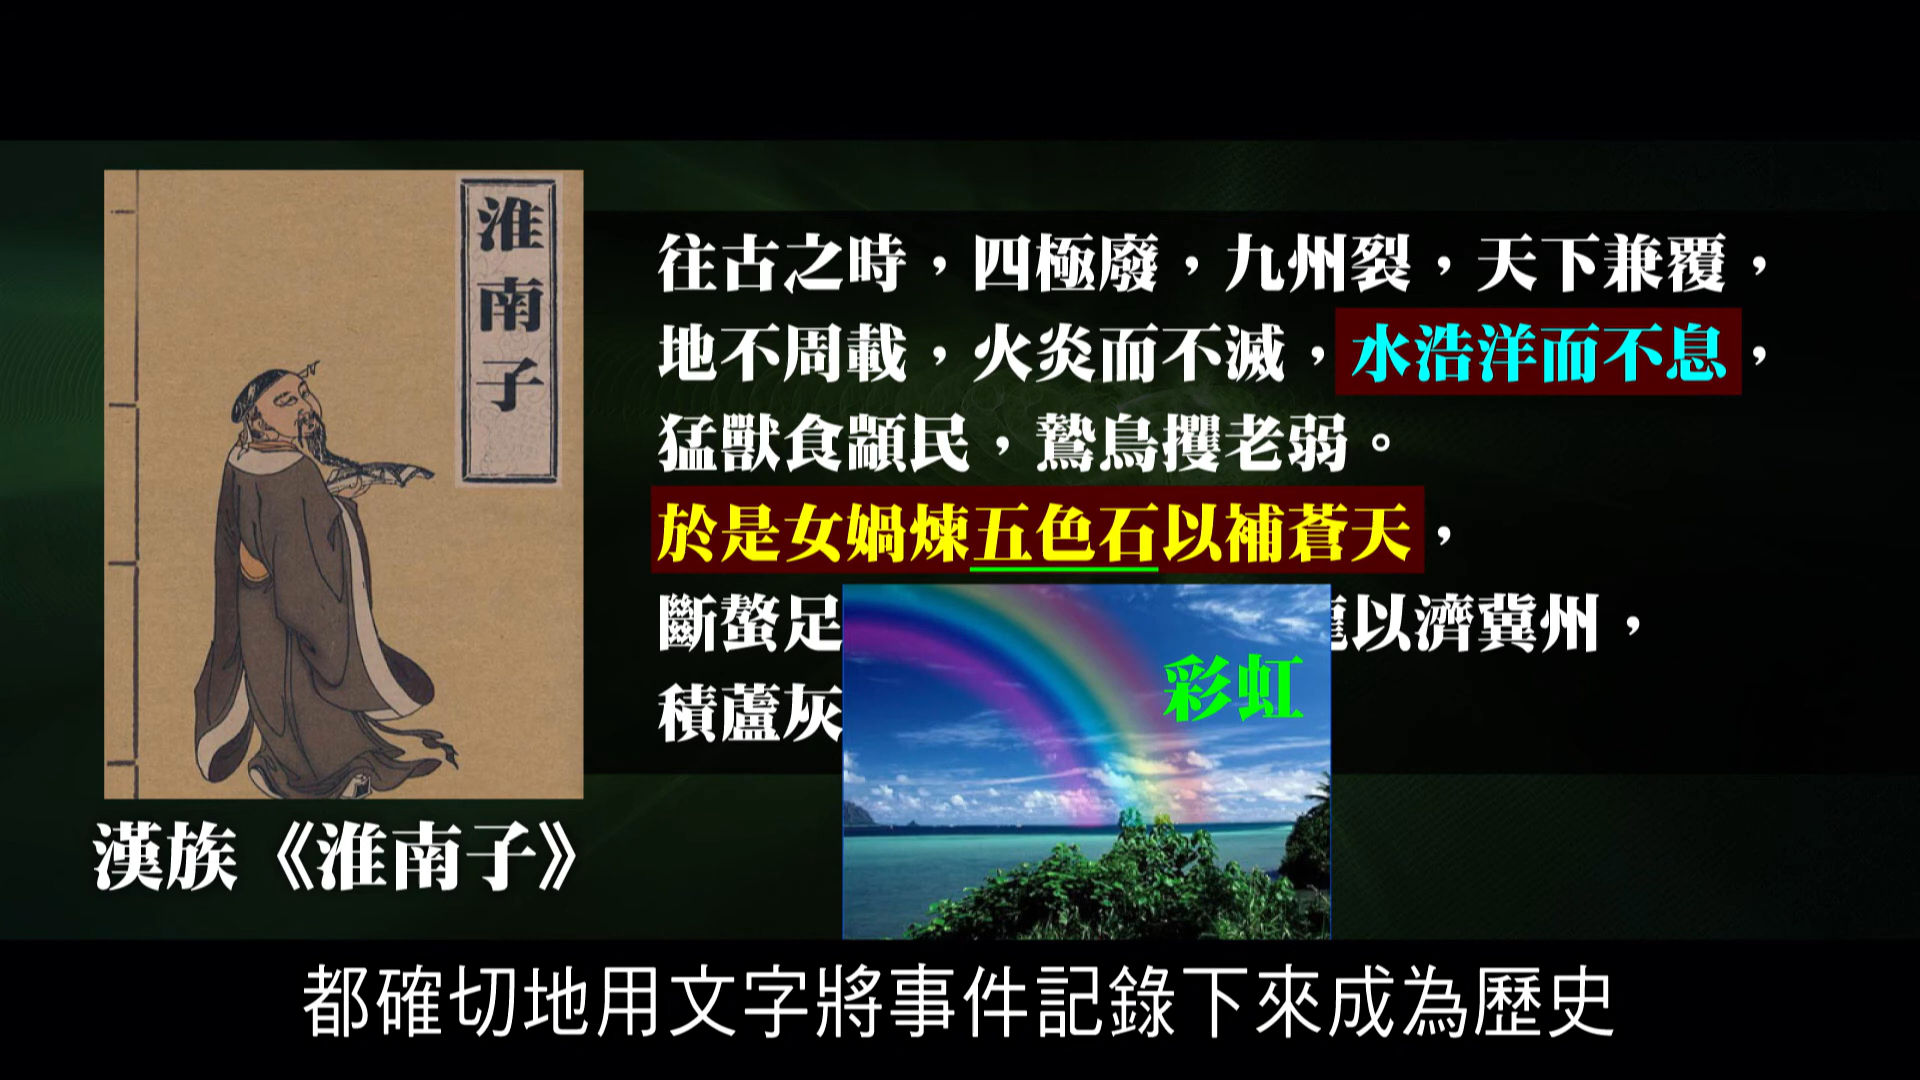 淮南子
往古之時，四極廢，九州裂，天下兼覆，
地不周載，火炎而不滅，水浩洋而不息，
猛獸食顓民，鷙鳥攫老弱。
於是女媧煉五色石以補蒼天，
斷鰲足
以濟冀州，
積蘆灰
彩虹
漢族《淮南子》
都確切地用文字將事件記錄下來成為歷史